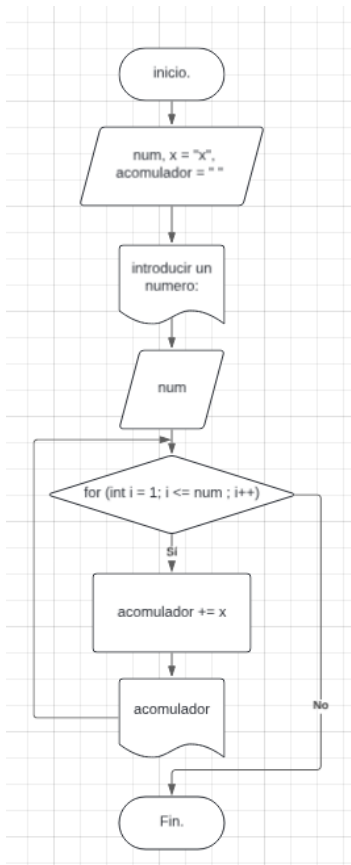 inicio.
num, x = "x",
acomulador = " "
introducir un
numero:
num
for (int i = 1; i <= num ; i++)
Si
acomulador += x
acomulador
No
Fin.